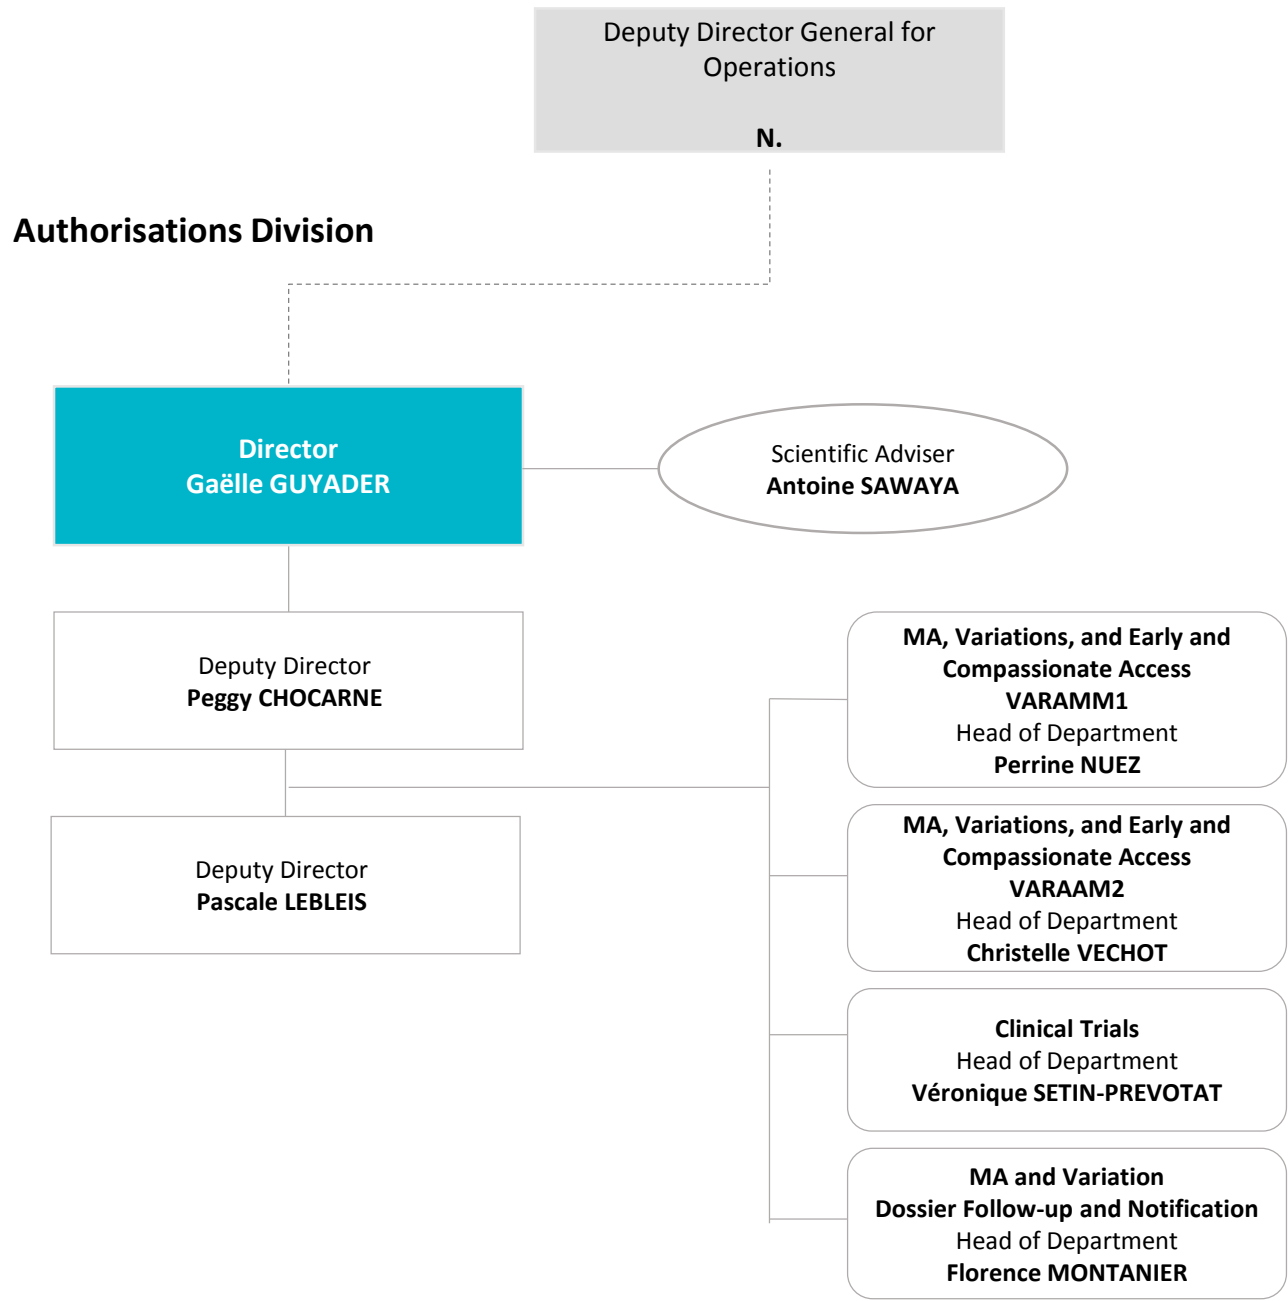 Deputy Director General for
Operations
N.
Authorisations Division
Director
Gaëlle GUYADER
Scientific Adviser
Antoine SAWAYA
Deputy Director
Peggy CHOCARNE
Deputy Director
Pascale LEBLEIS
MA, Variations, and Early and
Compassionate Access
VARAMM1
Head of Department
Perrine NUEZ
MA, Variations, and Early and
Compassionate Access
VARAAM2
Head of Department
Christelle VECHOT
Clinical Trials
Head of Department
Véronique SETIN-PREVOTAT
MA and Variation
Dossier Follow-up and Notification
Head of Department
Florence MONTANIER